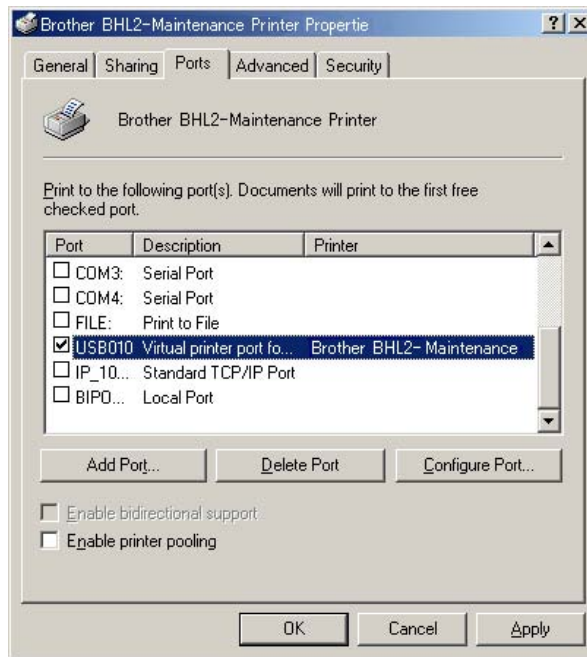 Brother BHL2-Maintenance Printer Propertie
General Sharing Ports Advanced Security
Brother BHL2-Maintenance Printer
Print to the following port(s). Documents will print to the first free
checked port.
Port Description Printer
COM3: Serial Port
COM4: Serial Port
FILE: Print to File
USB010 Virtual printer port fo... Brother BHL2- Maintenance
IP_10... Standard TCP/IP Port
BIPO... Local Port
Add Port... Delete Port Configure Port...
Enable bidirectional support
Enable printer pooling
OK Cancel Apply